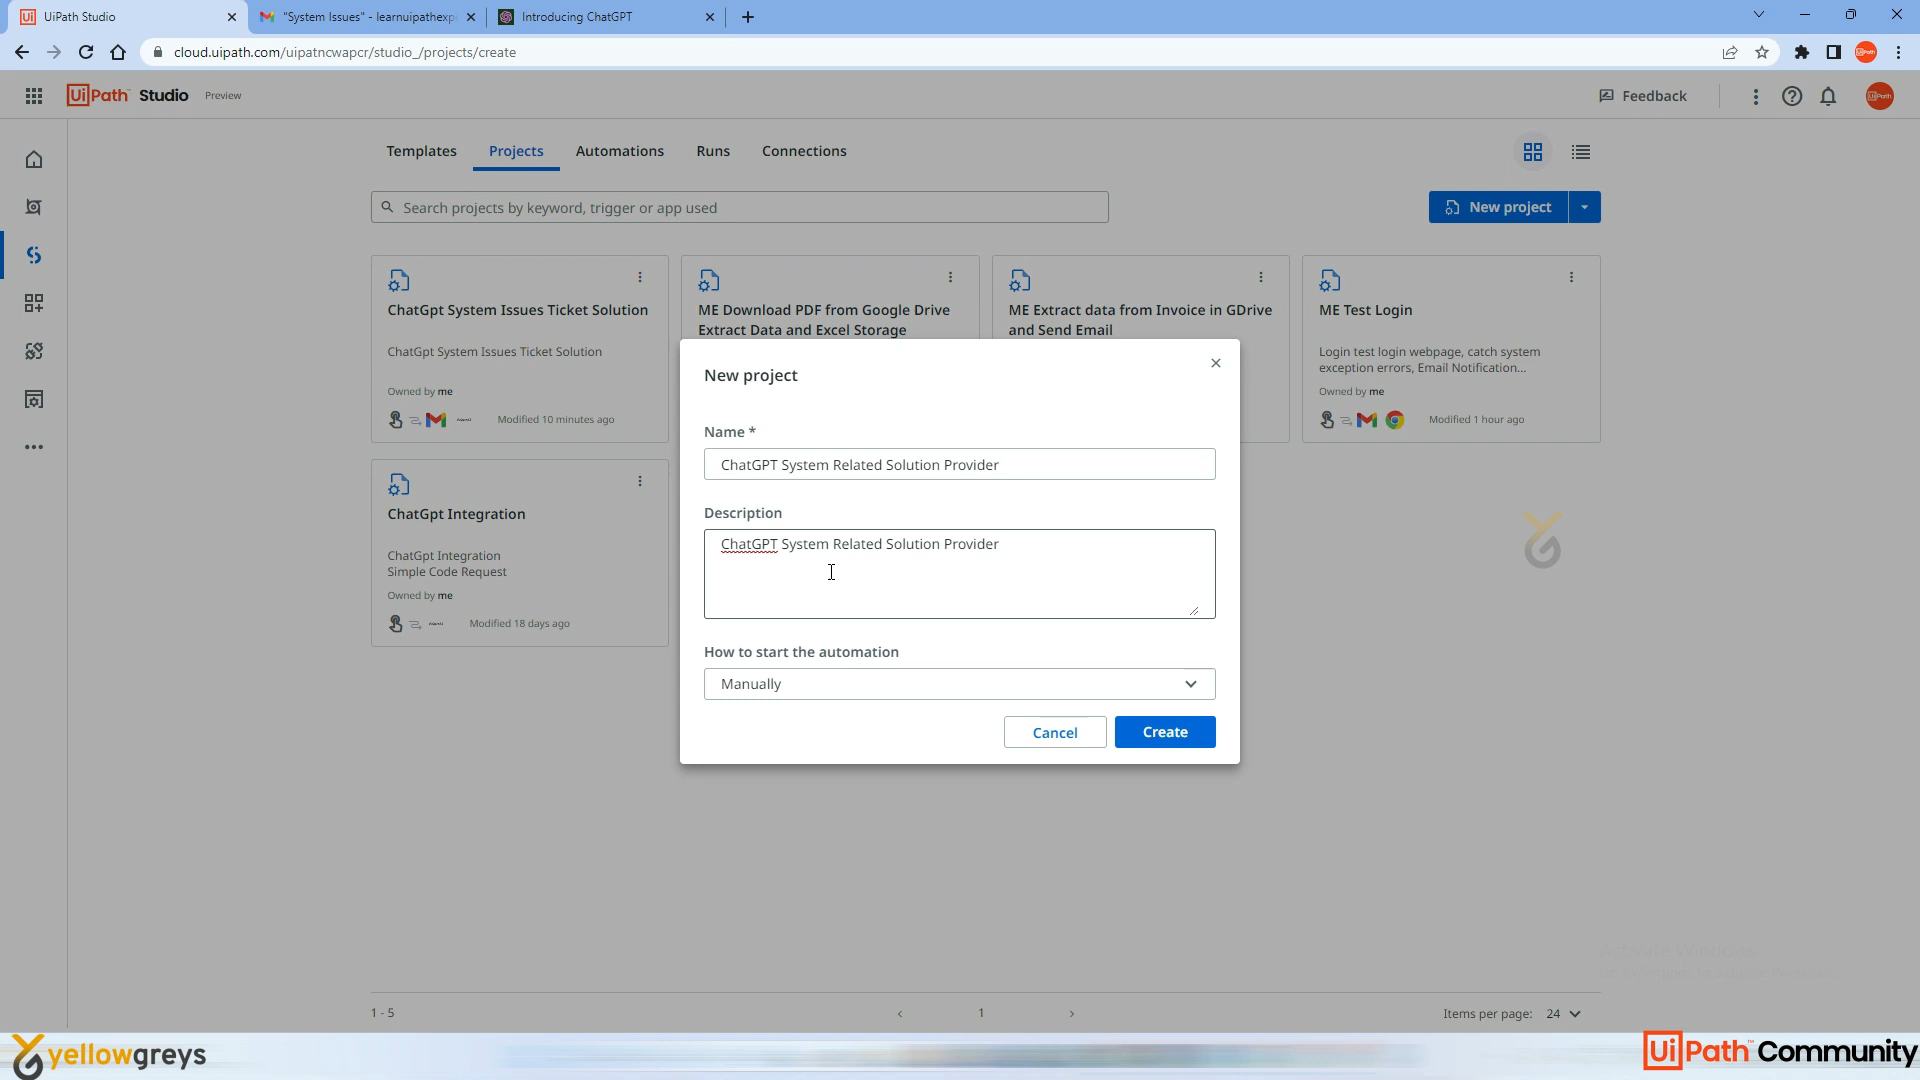 UiPath Studio
"System Issues" - learnuipathexp
Introducing ChatGPT
cloud.uipath.com/uipatncwapcr/studio_/projects/create
UiPath Studio Preview
Feedback
Templates
Projects
Automations
Runs
Connections
Search projects by keyword, trigger or app used
New project
ChatGpt System Issues Ticket Solution
ChatGpt System Issues Ticket Solution
Owned by me
Modified 10 minutes ago
ME Download PDF from Google Drive
Extract Data and Excel Storage
ME Extract data from Invoice in GDrive
and Send Email
ME Test Login
Login test login webpage, catch system
exception errors, Email Notification...
Owned by me
Modified 1 hour ago
ChatGpt Integration
ChatGpt Integration
Simple Code Request
Owned by me
Modified 18 days ago
New project
Name *
ChatGPT System Related Solution Provider
Description
ChatGPT System Related Solution Provider
How to start the automation
Manually
Cancel
Create
1 - 5
1
Items per page: 24
yellowgreys
UiPath Community